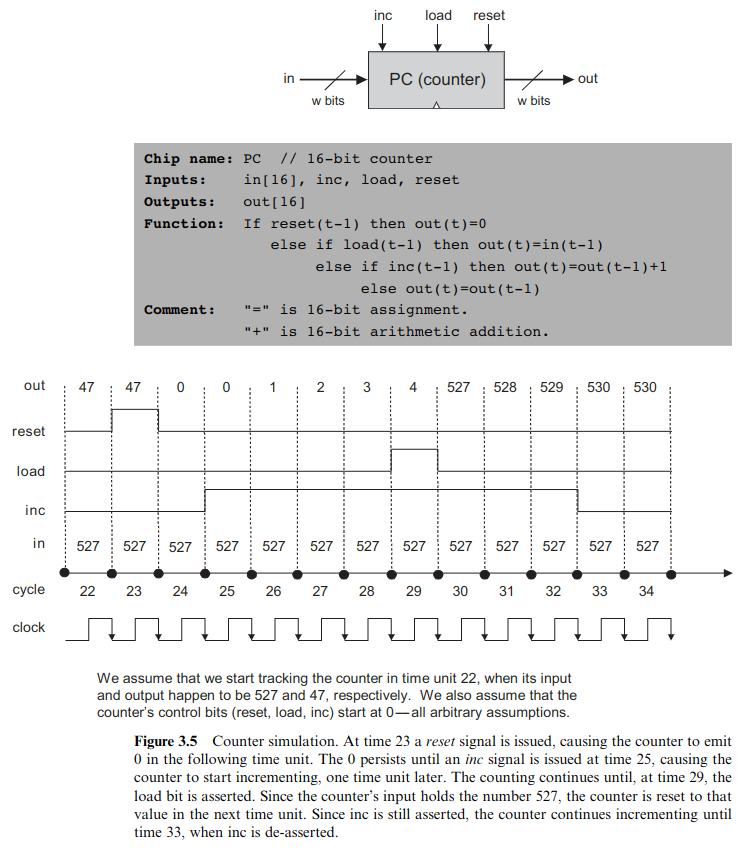 inc load reset
in PC (counter) out
w bits w bits
Chip name: PC // 16-bit counter
Inputs: in[16], inc, load, reset
Outputs: out[16]
Function: If reset(t-1) then out(t)=0
else if load(t-1) then out(t)=in(t-1)
else if inc(t-1) then out(t)=out(t-1)+1
else out(t)=out(t-1)
Comment: "=" is 16-bit assignment.
"+" is 16-bit arithmetic addition.
out 47 47 0 0 1 2 3 4 527 528 529 530 530
reset
load
inc
in 527 527 527 527 527 527 527 527 527 527 527 527 527
cycle 22 23 24 25 26 27 28 29 30 31 32 33 34
clock
We assume that we start tracking the counter in time unit 22, when its input
and output happen to be 527 and 47, respectively. We also assume that the
counter's control bits (reset, load, inc) start at 0—all arbitrary assumptions.
Figure 3.5 Counter simulation. At time 23 a reset signal is issued, causing the counter to emit
0 in the following time unit. The 0 persists until an inc signal is issued at time 25, causing the
counter to start incrementing, one time unit later. The counting continues until, at time 29, the
load bit is asserted. Since the counter's input holds the number 527, the counter is reset to that
value in the next time unit. Since inc is still asserted, the counter continues incrementing until
time 33, when inc is de-asserted.